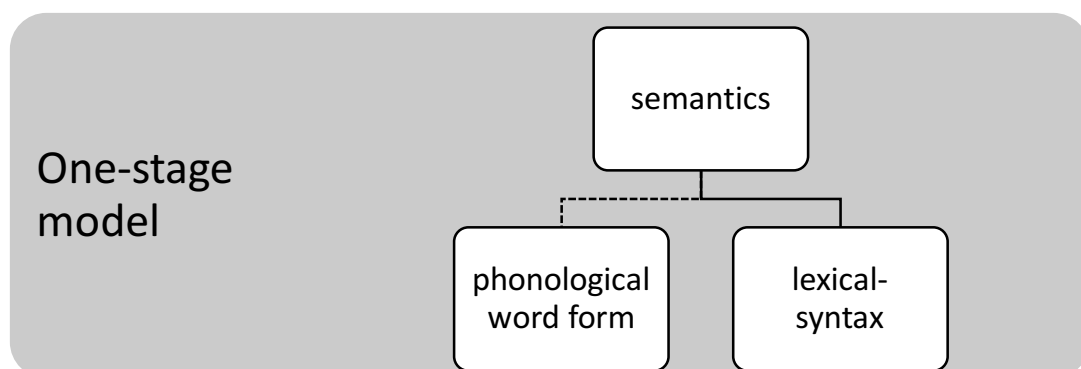 One-stage
model
semantics
phonological
word form
lexical-
syntax